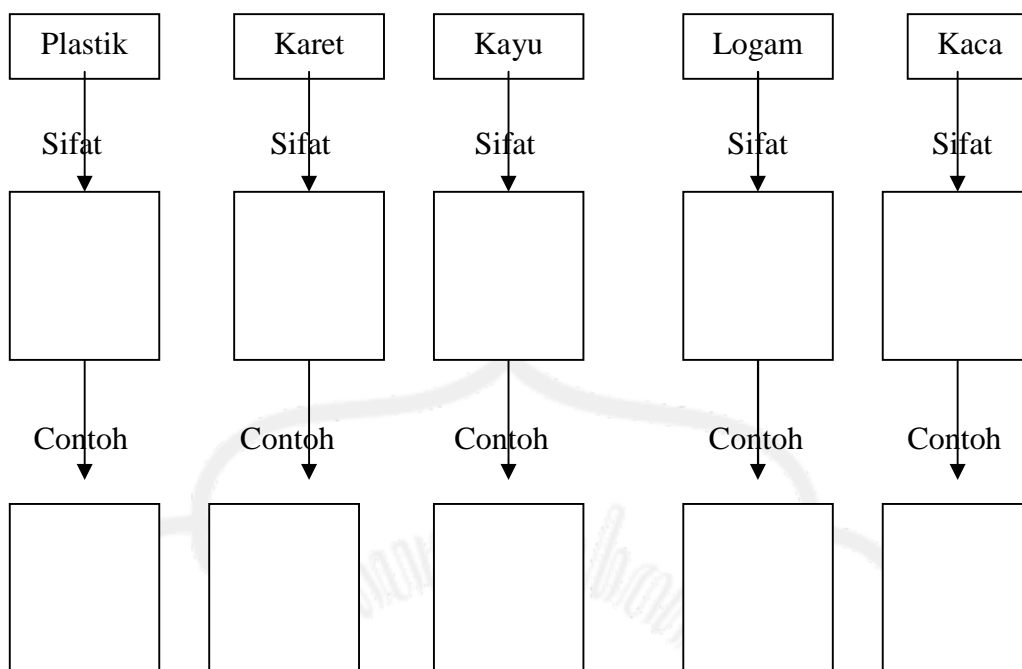 Plastik Karet Kayu Logam Kaca
Sifat Sifat Sifat Sifat Sifat
Contoh Contoh Contoh Contoh Contoh